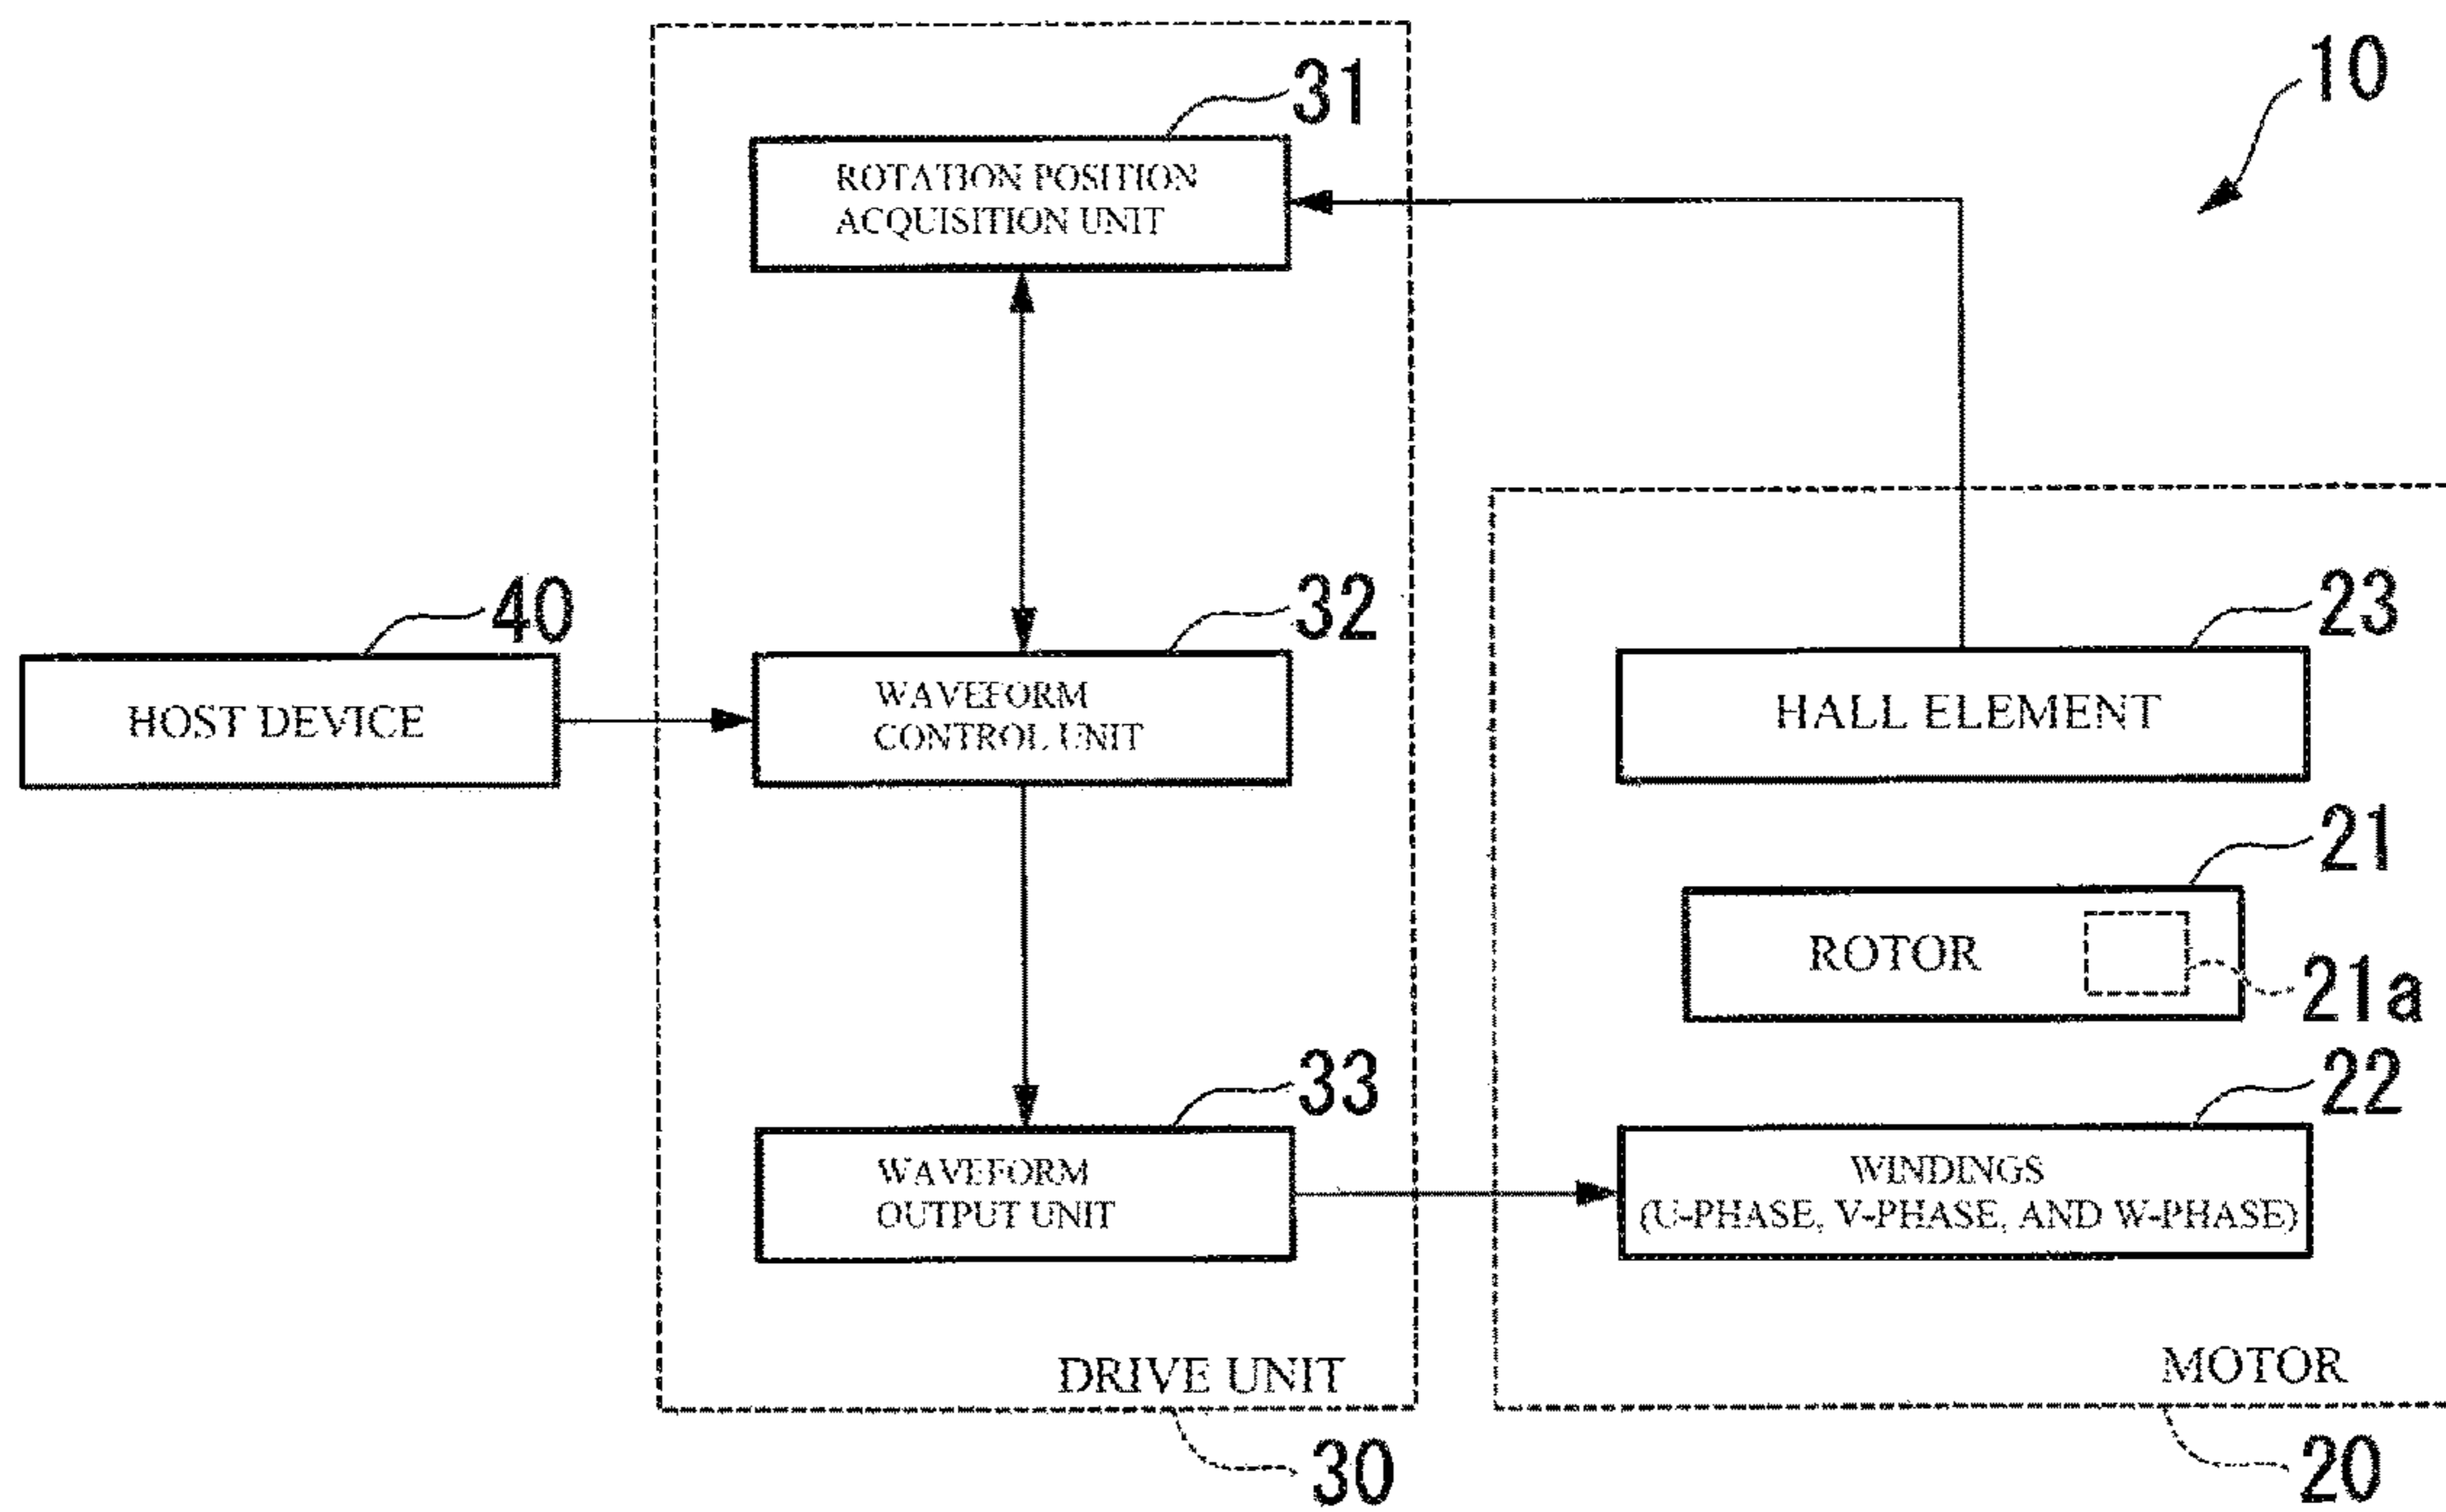 10
31
ROTATION POSITION
ACQUISITION UNIT
40
HOST DEVICE
32
WAVEFORM
CONTROL UNIT
23
HALL ELEMENT
21
ROTOR
21a
33
WAVEFORM
OUTPUT UNIT
22
WINDINGS
(U-PHASE, V-PHASE, AND W-PHASE)
DRIVE UNIT
30
MOTOR
20